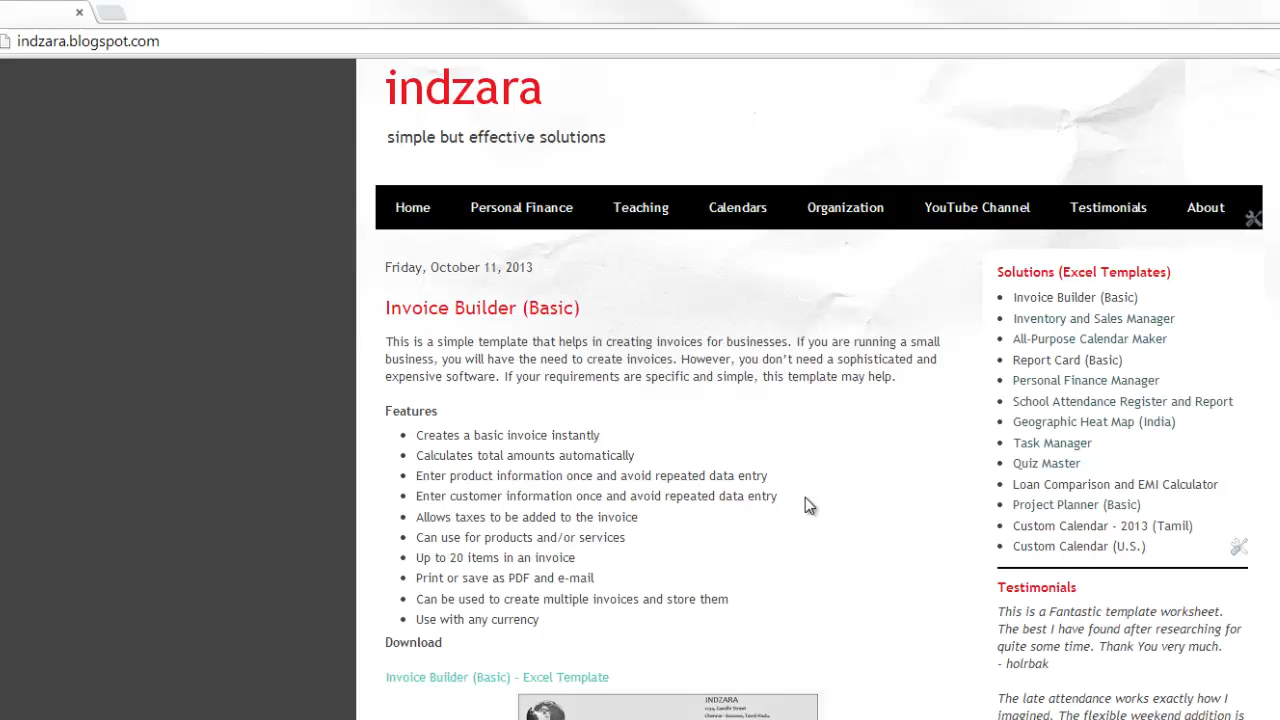 indzara.blogspot.com
indzara
simple but effective solutions
Home Personal Finance Teaching Calendars Organization YouTube Channel Testimonials About
Friday, October 11, 2013
Invoice Builder (Basic)
This is a simple template that helps in creating invoices for businesses. If you are running a small
business, you will have the need to create invoices. However, you don't need a sophisticated and
expensive software. If your requirements are specific and simple, this template may help.
Features
Creates a basic invoice instantly
Calculates total amounts automatically
Enter product information once and avoid repeated data entry
Enter customer information once and avoid repeated data entry
Allows taxes to be added to the invoice
Can use for products and/or services
Up to 20 items in an invoice
Print or save as PDF and e-mail
Can be used to create multiple invoices and store them
Use with any currency
Download
Invoice Builder (Basic) - Excel Template
INDZARA
1234, Gandhi Street
Chennai - 600000, Tamil Nadu,
Solutions (Excel Templates)
Invoice Builder (Basic)
Inventory and Sales Manager
All-Purpose Calendar Maker
Report Card (Basic)
Personal Finance Manager
School Attendance Register and Report
Geographic Heat Map (India)
Task Manager
Quiz Master
Loan Comparison and EMI Calculator
Project Planner (Basic)
Custom Calendar - 2013 (Tamil)
Custom Calendar (U.S.)
Testimonials
This is a Fantastic template worksheet.
The best I have found after researching for
quite some time. Thank You very much.
- holrbak
The late attendance works exactly how I
imagined. The flexible weekend addition is